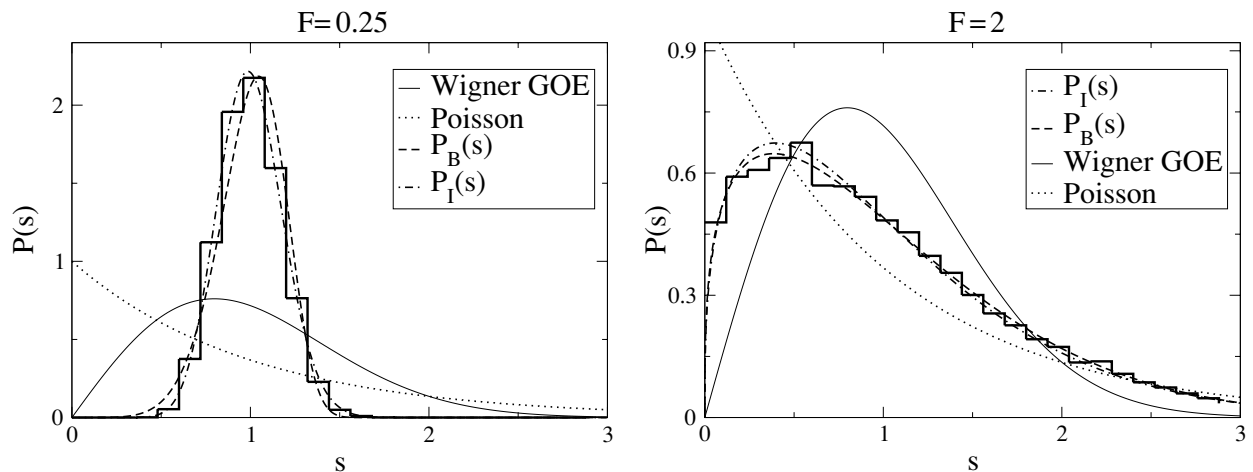 F=0.25
P(s)
2
1
0
Wigner GOE
Poisson
P_B(s)
P_I(s)
0 1 2 3
s
F=2
P(s)
0.9
0.6
0.3
0
P_I(s)
P_B(s)
Wigner GOE
Poisson
0 1 2 3
s